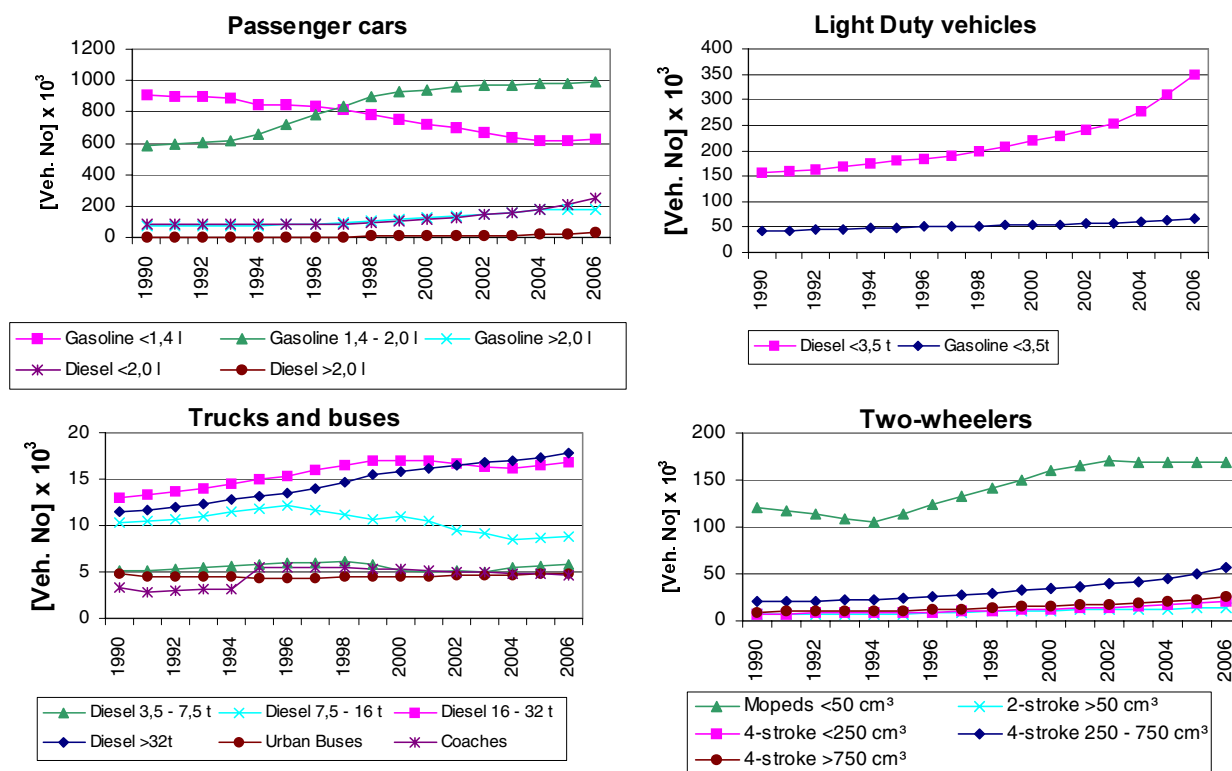 Passenger cars
[Veh. No] x 10³
1200
1000
800
600
400
200
0
1990 1992 1994 1996 1998 2000 2002 2004 2006
Gasoline <1,4 l Gasoline 1,4 - 2,0 l Gasoline >2,0 l
Diesel <2,0 l Diesel >2,0 l
Light Duty vehicles
[Veh. No] x 10³
400
350
300
250
200
150
100
50
0
1990 1992 1994 1996 1998 2000 2002 2004 2006
Diesel <3,5 t Gasoline <3,5t
Trucks and buses
[Veh. No] x 10³
20
15
10
5
0
1990 1992 1994 1996 1998 2000 2002 2004 2006
Diesel 3,5 - 7,5 t Diesel 7,5 - 16 t Diesel 16 - 32 t
Diesel >32t Urban Buses Coaches
Two-wheelers
[Veh. No] x 10³
200
150
100
50
0
1990 1992 1994 1996 1998 2000 2002 2004 2006
Mopeds <50 cm³ 2-stroke >50 cm³
4-stroke <250 cm³ 4-stroke 250 - 750 cm³
4-stroke >750 cm³